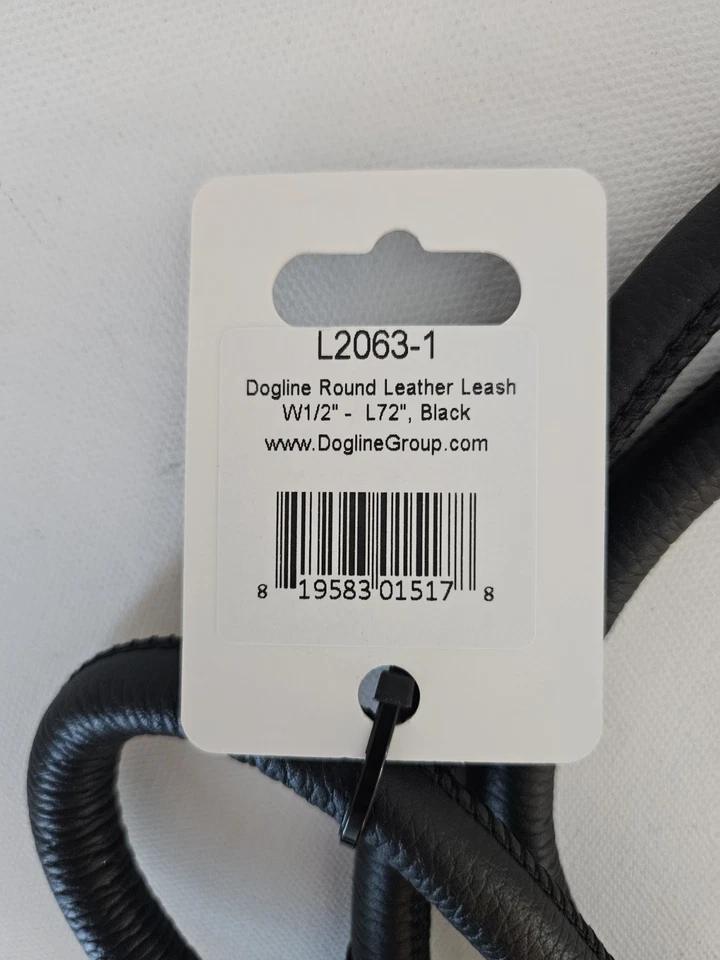 L2063-1
Dogline Round Leather Leash
W1/2" - L72", Black
www.DoglineGroup.com
8 19583 01517 8